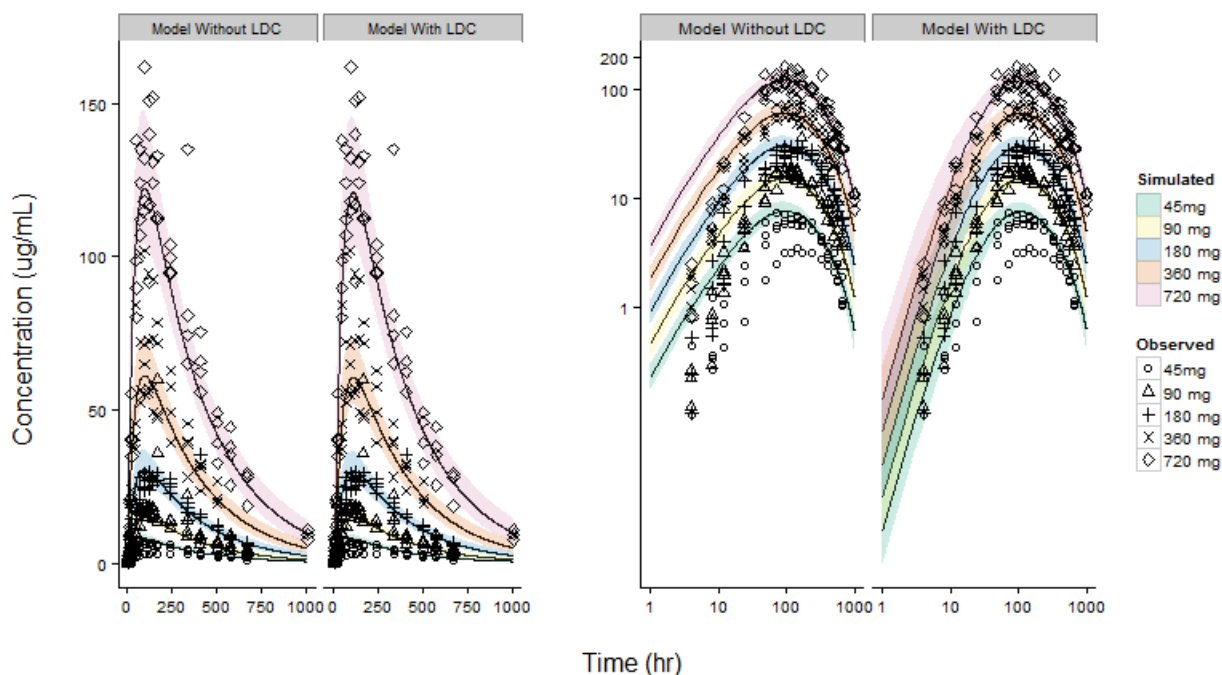 Model Without LDC
Model With LDC
Model Without LDC
Model With LDC
Concentration (ug/mL)
150
100
50
0
200
100
10
1
0 250 500 750 1000
0 250 500 750 1000
1 10 100 1000
1 10 100 1000
Time (hr)
Simulated
45mg
90 mg
180 mg
360 mg
720 mg
Observed
45mg
90 mg
180 mg
360 mg
720 mg